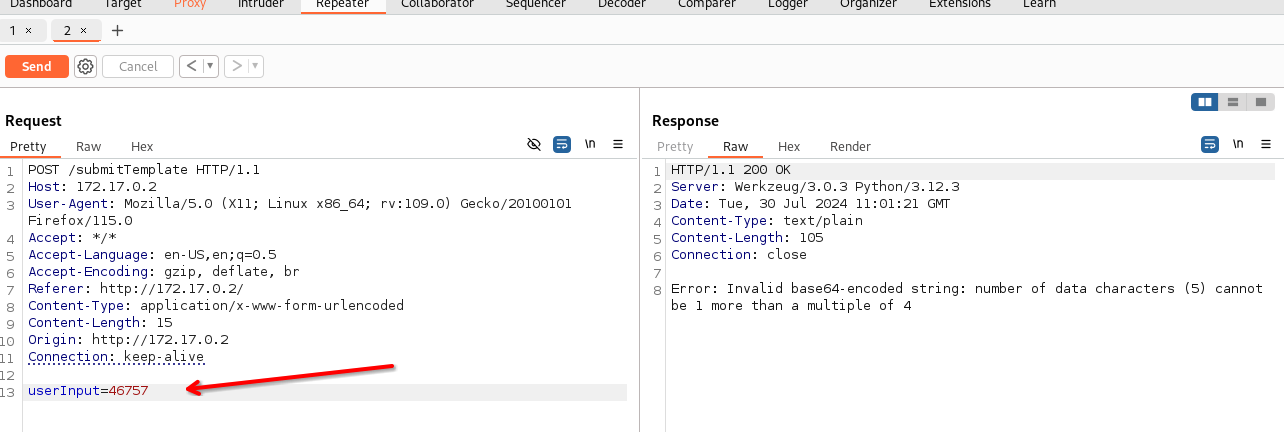 Dashboard Target Proxy Intruder Repeater Collaborator Sequencer Decoder Comparer Logger Organizer Extensions Learn
1 × 2 × +
Send Cancel < ▾ > ▾
Request
Pretty Raw Hex \n
1 POST /submitTemplate HTTP/1.1
2 Host: 172.17.0.2
3 User-Agent: Mozilla/5.0 (X11; Linux x86_64; rv:109.0) Gecko/20100101
Firefox/115.0
4 Accept: */*
5 Accept-Language: en-US,en;q=0.5
6 Accept-Encoding: gzip, deflate, br
7 Referer: http://172.17.0.2/
8 Content-Type: application/x-www-form-urlencoded
9 Content-Length: 15
10 Origin: http://172.17.0.2
11 Connection: keep-alive
12
13 userInput=46757
Response
Pretty Raw Hex Render \n
1 HTTP/1.1 200 OK
2 Server: Werkzeug/3.0.3 Python/3.12.3
3 Date: Tue, 30 Jul 2024 11:01:21 GMT
4 Content-Type: text/plain
5 Content-Length: 105
6 Connection: close
7
8 Error: Invalid base64-encoded string: number of data characters (5) cannot
be 1 more than a multiple of 4